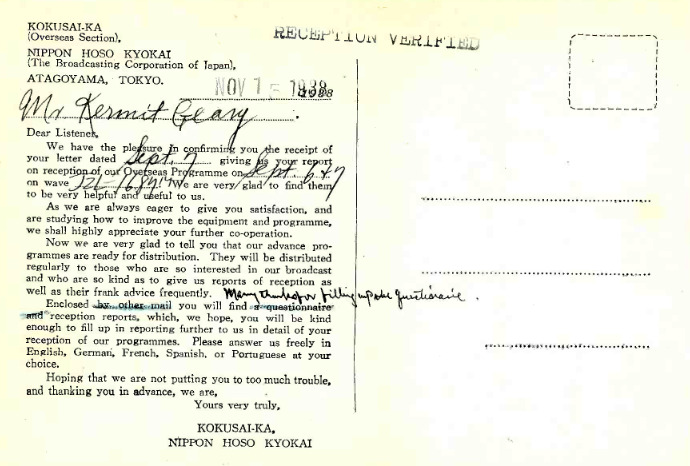 KOKUSAI-KA
(Overseas Section),
NIPPON HOSO KYOKAI
(The Broadcasting Corporation of Japan),
ATAGOYAMA, TOKYO.
RECEPTION VERIFIED
NOV 1 - 1938
Mr Kermit Geary.
Dear Listener,
We have the pleasure in confirming you the receipt of
your letter dated Sept. 7 giving us your report
on reception of our Overseas Programme on Sept. 6 & 7
on wave We are very glad to find them
to be very helpful and useful to us.
As we are always eager to give you satisfaction, and
are studying how to improve the equipment and programme,
we shall highly appreciate your further co-operation.
Now we are very glad to tell you that our advance pro-
grammes are ready for distribution. They will be distributed
regularly to those who are so interested in our broadcast
and who are so kind as to give us reports of reception as
well as their frank advice frequently. Many thanks for filling up the Questionaire.
Enclosed by other mail you will find a questionnaire
and reception reports, which, we hope, you will be kind
enough to fill up in reporting further to us in detail of your
reception of our programmes. Please answer us freely in
English, German, French, Spanish, or Portuguese at your
choice.
Hoping that we are not putting you to too much trouble,
and thanking you in advance, we are,
Yours very truly,
KOKUSAI-KA,
NIPPON HOSO KYOKAI